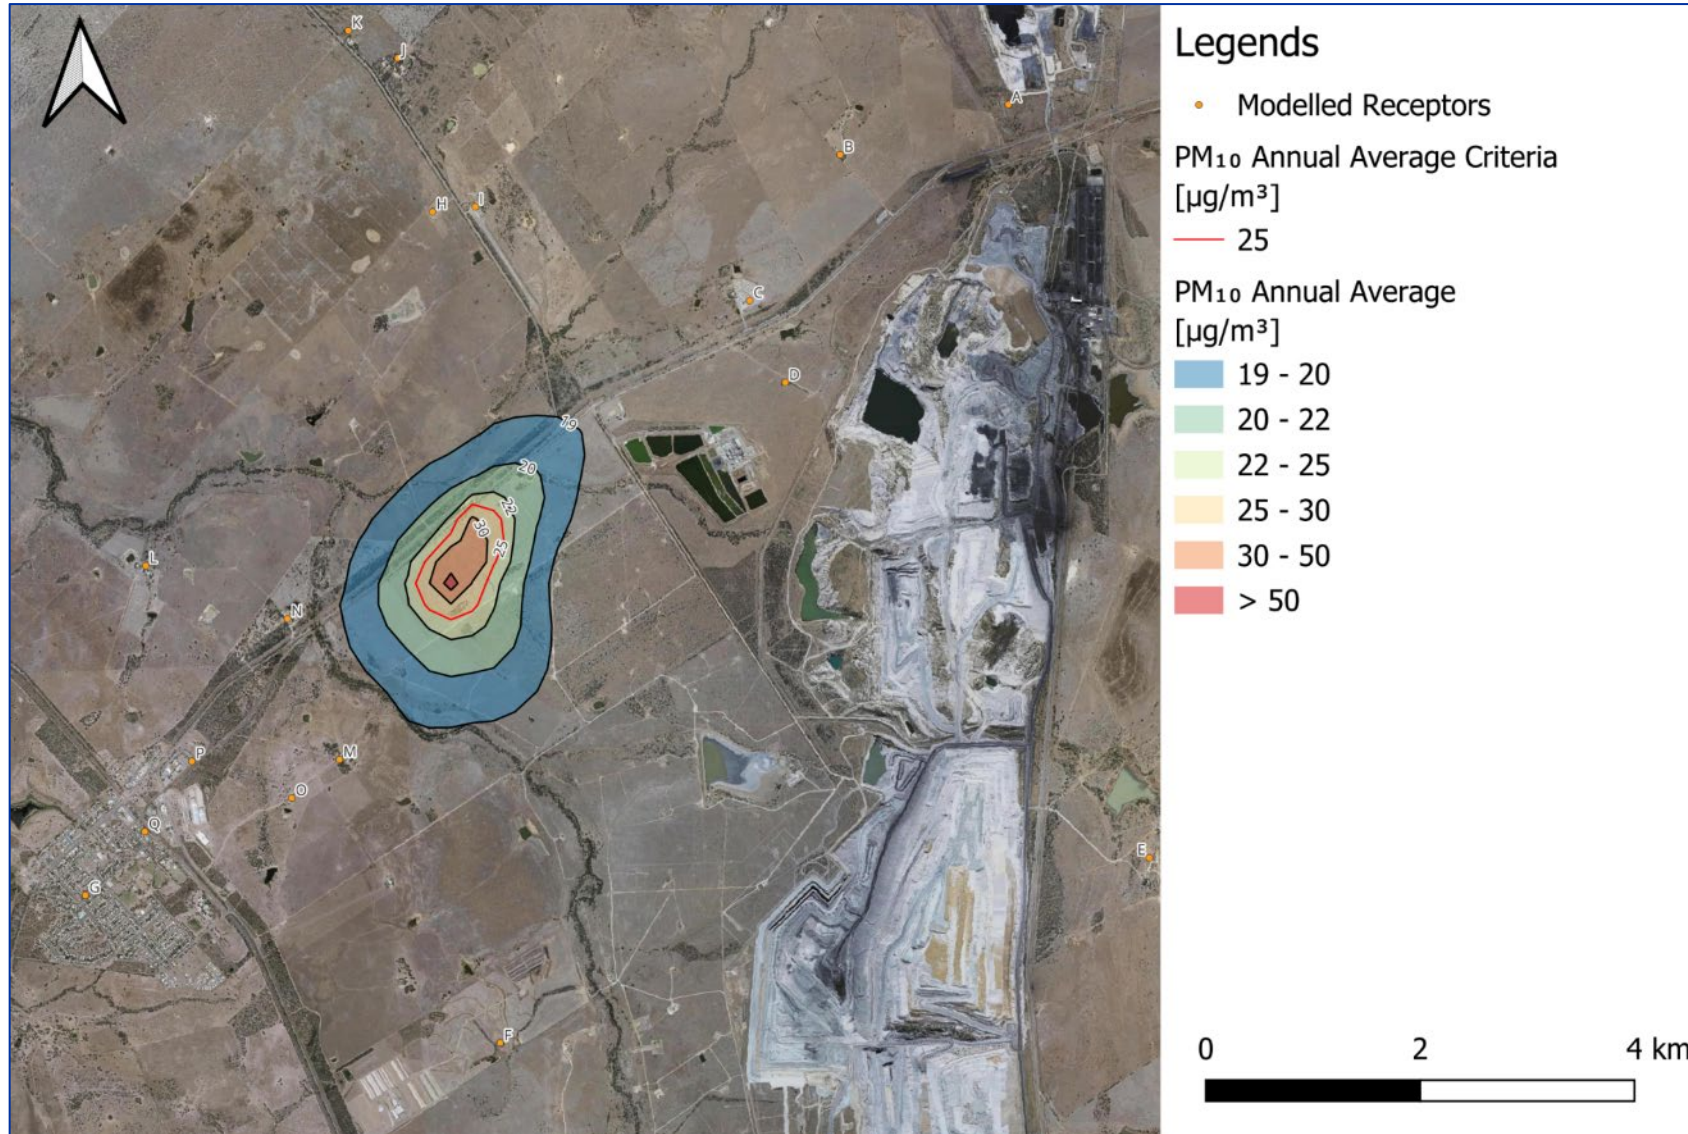 K
J
A
B
H
I
C
D
19
20
22
30
25
L
N
M
P
O
Q
G
E
F
Legends
Modelled Receptors
PM₁₀ Annual Average Criteria
[µg/m³]
25
PM₁₀ Annual Average
[µg/m³]
19 - 20
20 - 22
22 - 25
25 - 30
30 - 50
> 50
0 2 4 km